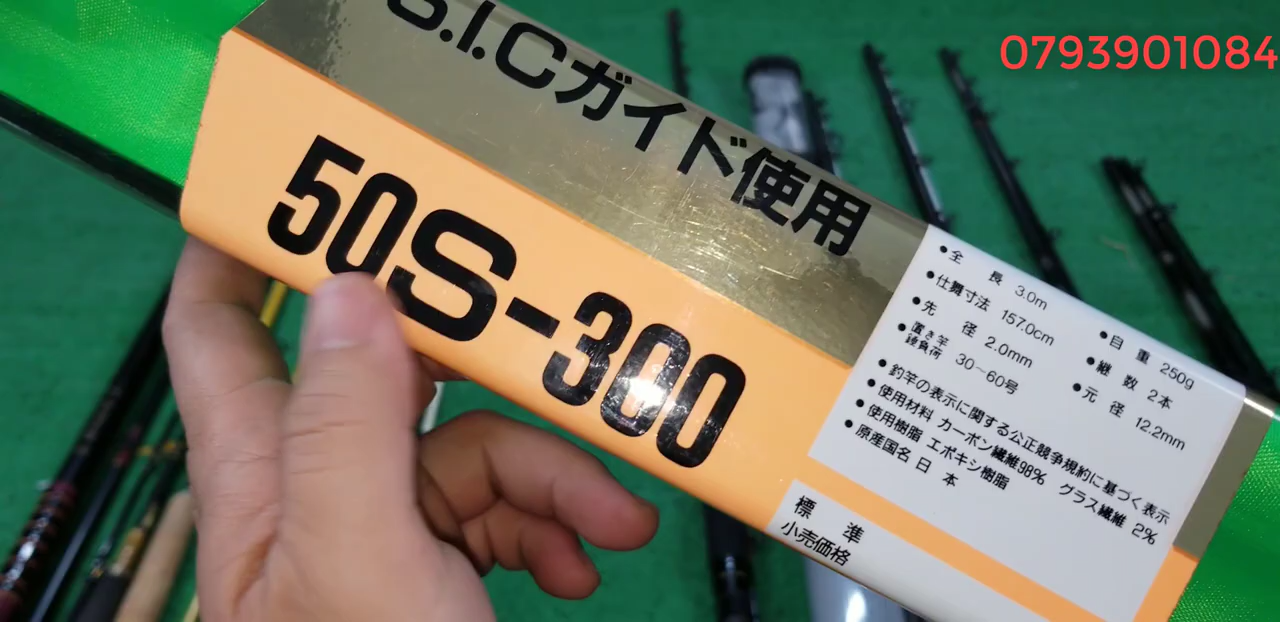 0793901084
S.I.Cガイド使用
50S-300
●全 長 3.0m
●仕舞寸法 157.0cm
●先 径 2.0mm
●置き竿錘負荷 30-60号
●自 重 250g
●継 数 2本
●元 径 12.2mm
●釣竿の表示に関する公正競争規約に基づく表示
●使用材料 カーボン繊維98% グラス繊維 2%
●使用樹脂 エポキシ樹脂
●原産国名 日 本
標 準
小売価格